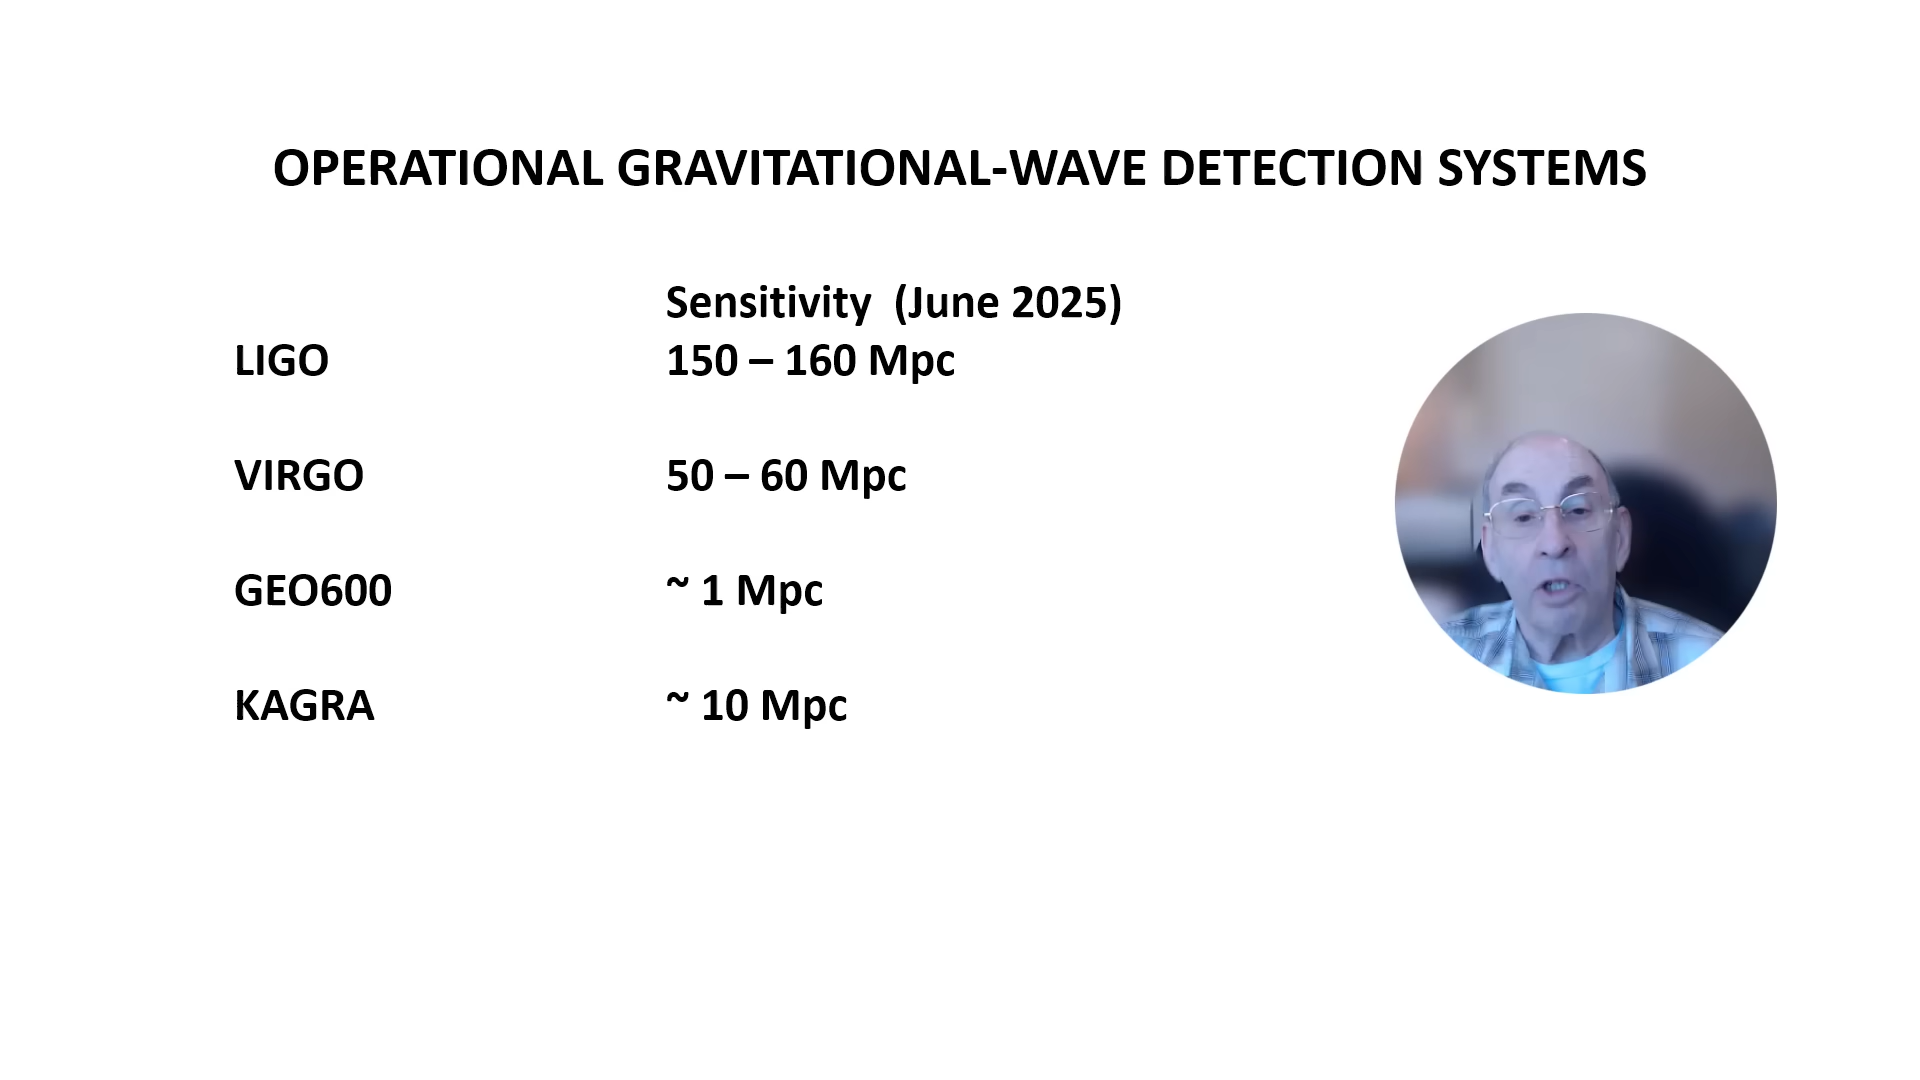 OPERATIONAL GRAVITATIONAL-WAVE DETECTION SYSTEMS
Sensitivity (June 2025)
LIGO 150 – 160 Mpc
VIRGO 50 – 60 Mpc
GEO600 ~ 1 Mpc
KAGRA ~ 10 Mpc